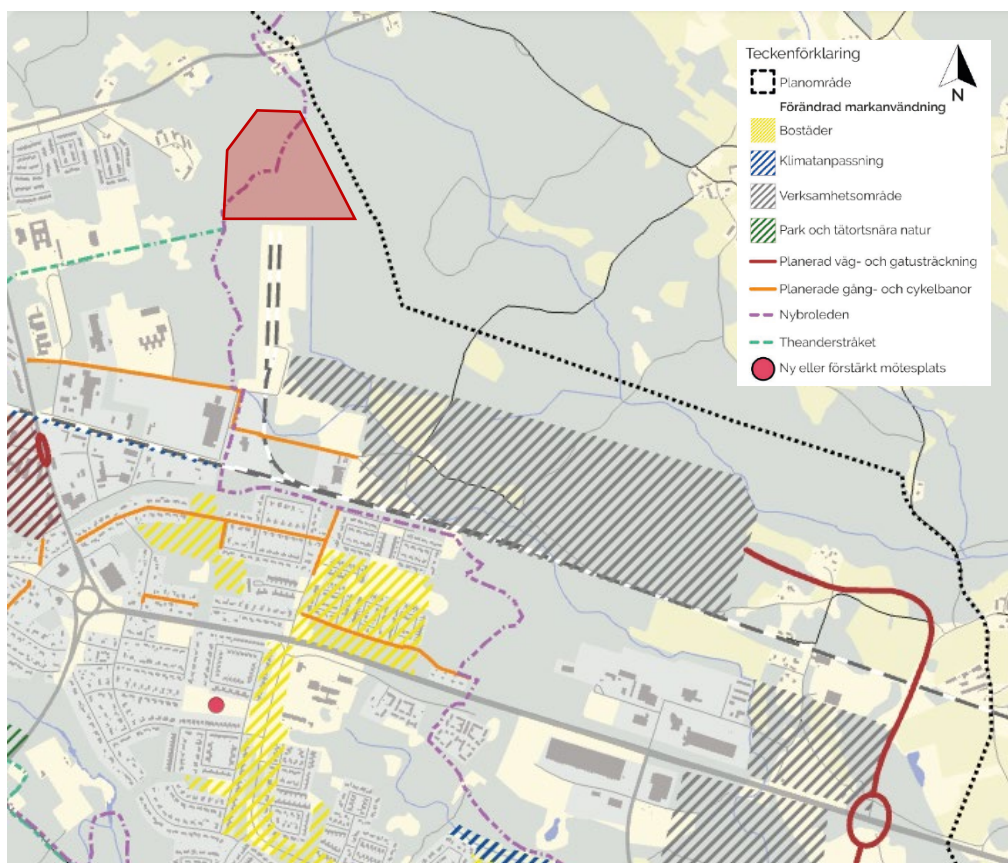 Teckenförklaring
Planområde
Förändrad markanvändning
Bostäder
Klimatanpassning
Verksamhetsområde
Park och tätortsnära natur
Planerad väg- och gatusträckning
Planerade gång- och cykelbanor
Nybroleden
Theanderstråket
Ny eller förstärkt mötesplats
N